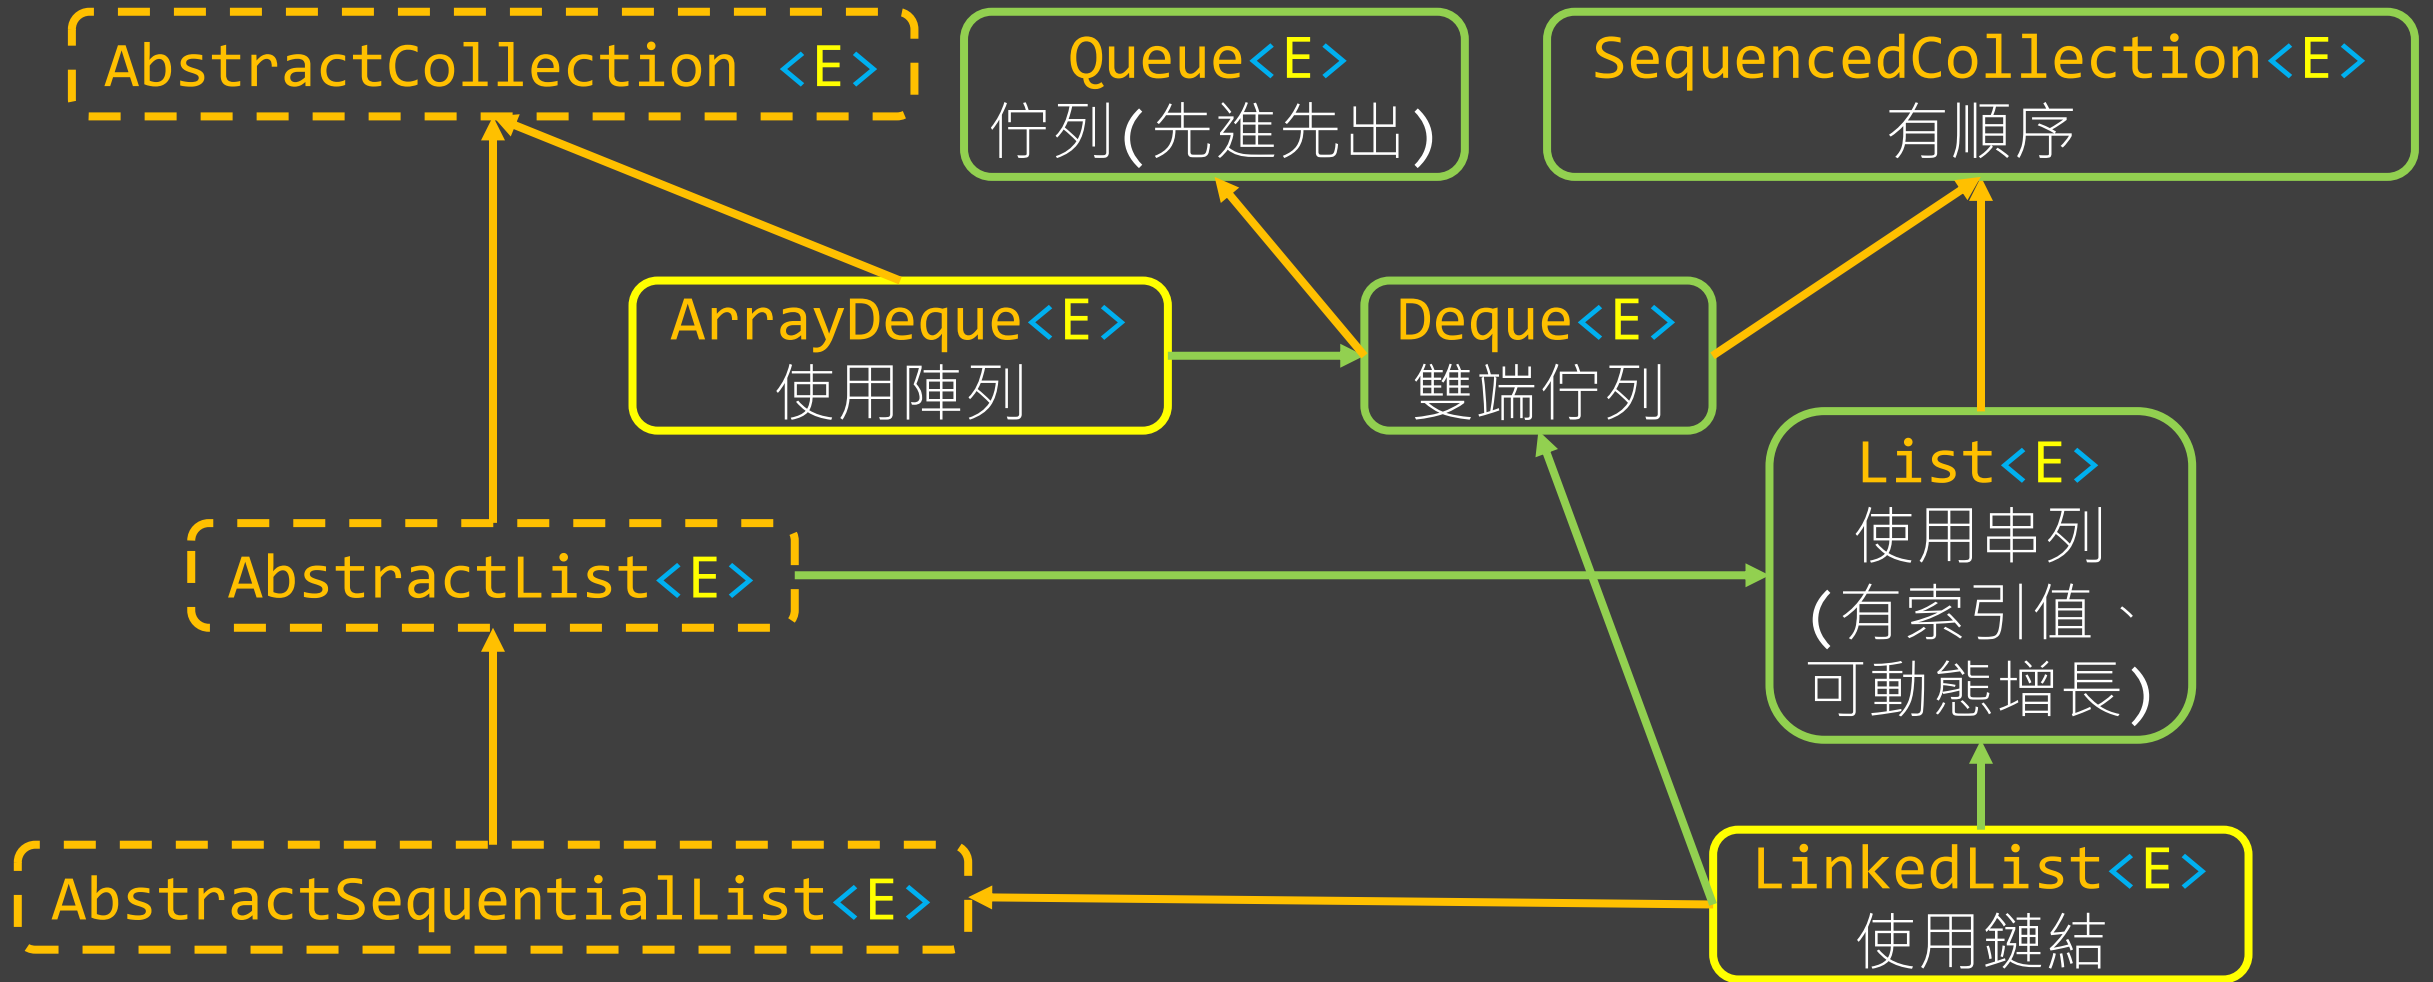 AbstractCollection <E>
Queue<E>
佇列(先進先出)
SequencedCollection<E>
有順序
ArrayDeque<E>
使用陣列
Deque<E>
雙端佇列
List<E>
使用串列
(有索引值、
可動態增長)
AbstractList<E>
AbstractSequentialList<E>
LinkedList<E>
使用鏈結